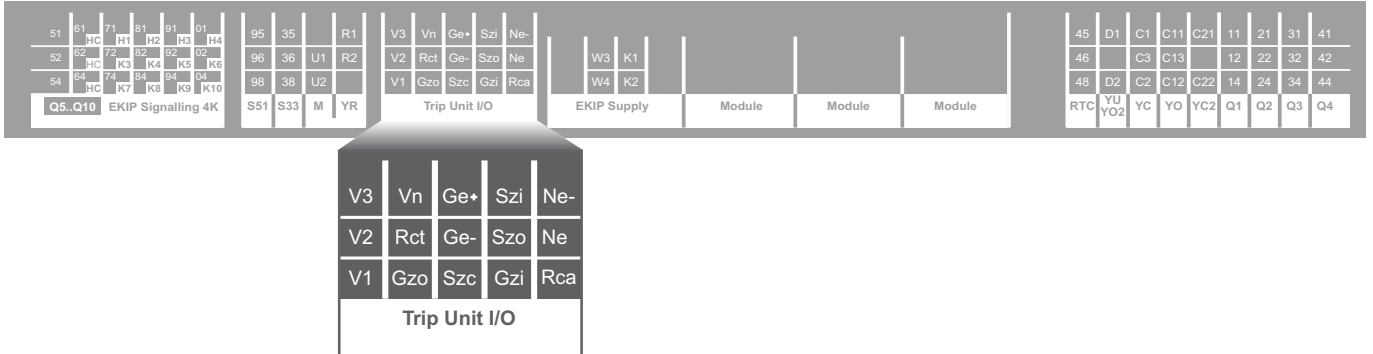 51 61 HC 71 H1 81 H2 91 H3 01 H4 95 35 R1 V3 Vn Ge+ Szi Ne- 45 D1 C1 C11 C21 11 21 31 41
52 62 HC 72 K3 82 K4 92 K5 02 K6 96 36 U1 R2 V2 Rct Ge- Szo Ne W3 K1 46 C3 C13 12 22 32 42
54 64 HC 74 K7 84 K8 94 K9 04 K10 98 38 U2 V1 Gzo Szc Gzi Rca W4 K2 48 D2 C2 C12 C22 14 24 34 44
Q5..Q10 EKIP Signalling 4K S51 S33 M YR Trip Unit I/O EKIP Supply Module Module Module RTC YU YO2 YC YO YC2 Q1 Q2 Q3 Q4
V3 Vn Ge+ Szi Ne-
V2 Rct Ge- Szo Ne
V1 Gzo Szc Gzi Rca
Trip Unit I/O